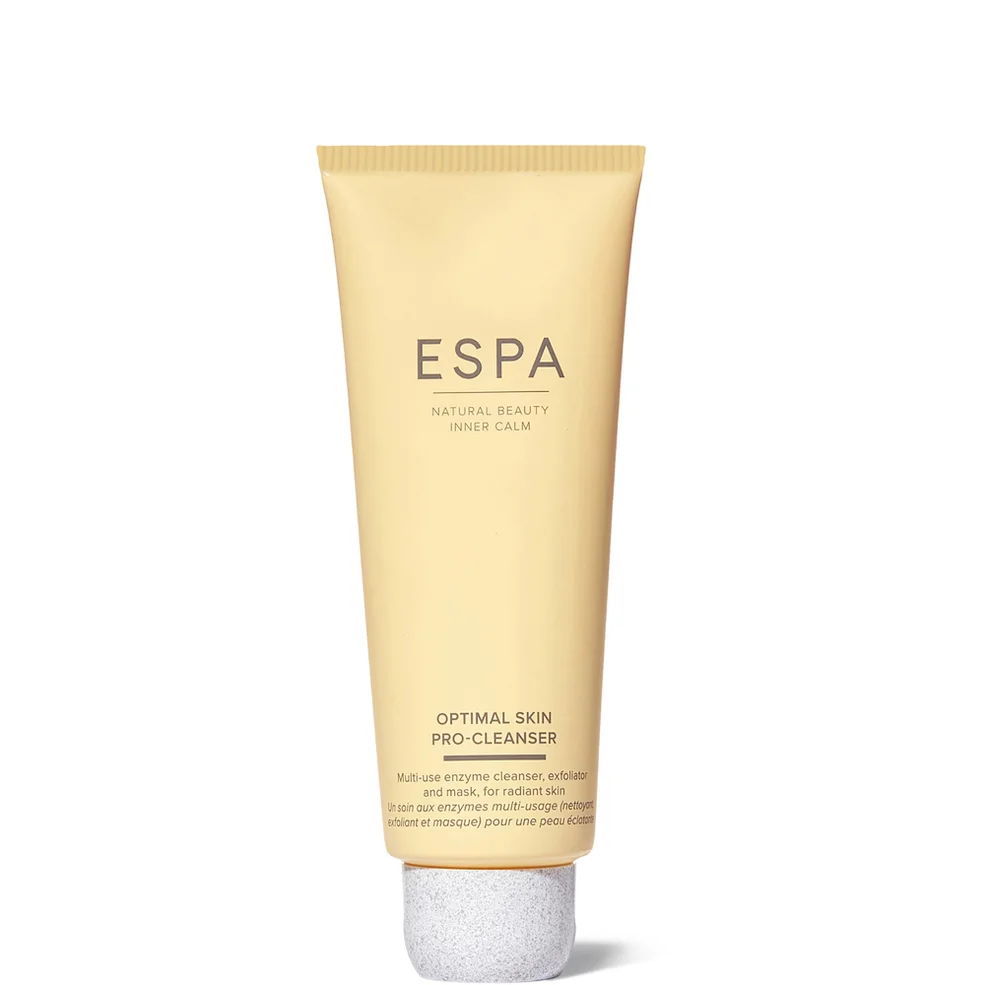 ESPA
NATURAL BEAUTY
INNER CALM
OPTIMAL SKIN
PRO-CLEANSER
Multi-use enzyme cleanser, exfoliator
and mask, for radiant skin
Un soin aux enzymes multi-usage (nettoyant,
exfoliant et masque) pour une peau éclatante